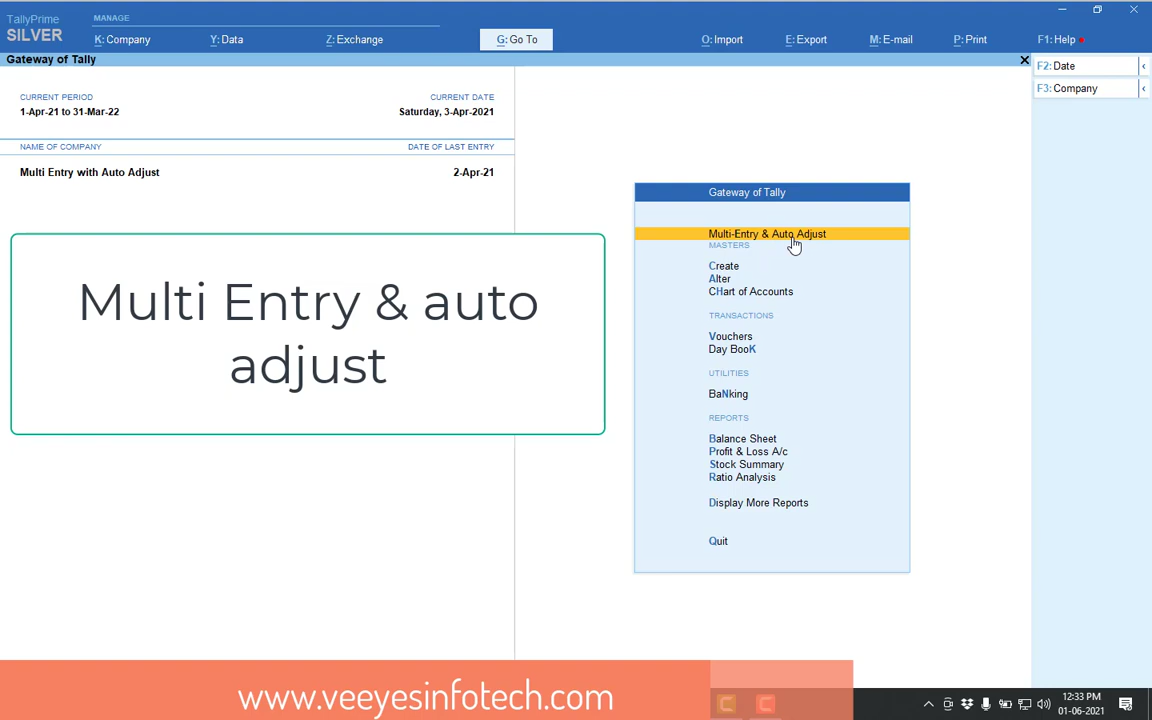 TallyPrime
SILVER
MANAGE
K: Company
Y: Data
Z: Exchange
G: Go To
O: Import
E: Export
M: E-mail
P: Print
F1: Help
Gateway of Tally
F2: Date
F3: Company
CURRENT PERIOD
CURRENT DATE
1-Apr-21 to 31-Mar-22
Saturday, 3-Apr-2021
NAME OF COMPANY
DATE OF LAST ENTRY
Multi Entry with Auto Adjust
2-Apr-21
Multi Entry & auto
adjust
Gateway of Tally
Multi-Entry & Auto Adjust
MASTERS
Create
Alter
CHart of Accounts
TRANSACTIONS
Vouchers
Day BooK
UTILITIES
BaNking
REPORTS
Balance Sheet
Profit & Loss A/c
Stock Summary
Ratio Analysis
Display More Reports
Quit
www.veeyesinfotech.com
12:33 PM
01-06-2021